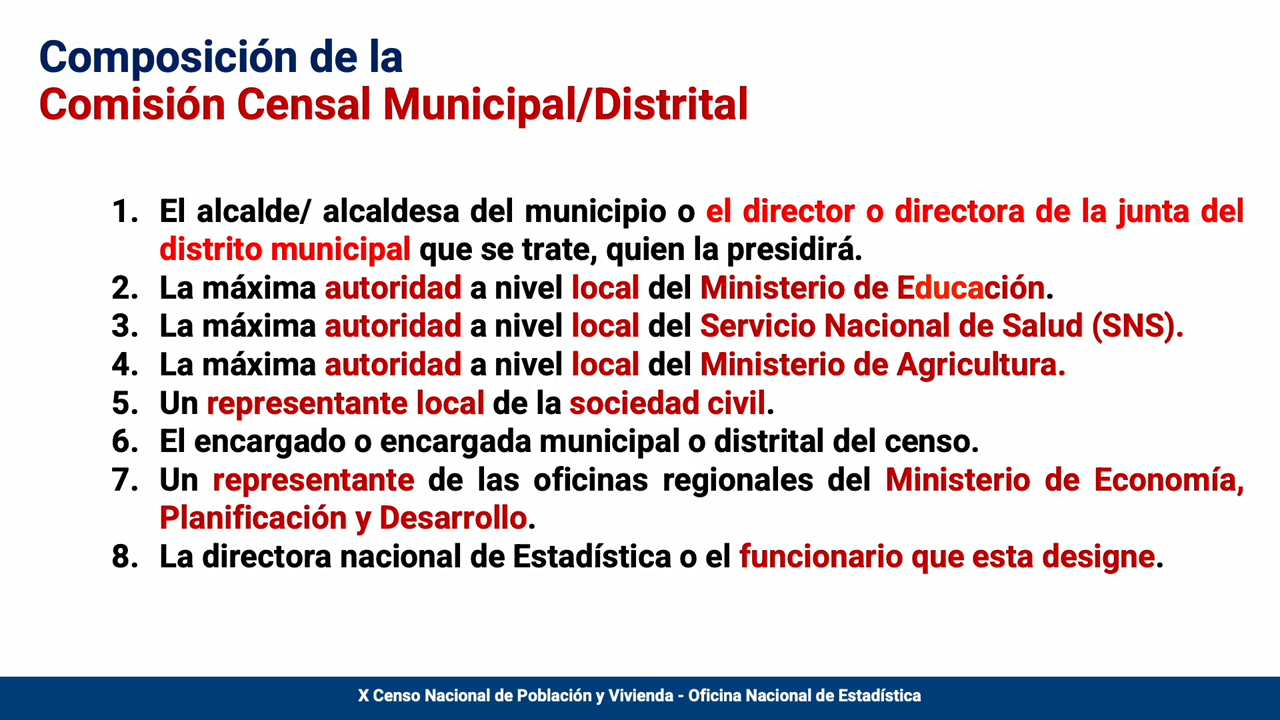 Composición de la
Comisión Censal Municipal/Distrital
1. El alcalde/ alcaldesa del municipio o el director o directora de la junta del
distrito municipal que se trate, quien la presidirá.
2. La máxima autoridad a nivel local del Ministerio de Educación.
3. La máxima autoridad a nivel local del Servicio Nacional de Salud (SNS).
4. La máxima autoridad a nivel local del Ministerio de Agricultura.
5. Un representante local de la sociedad civil.
6. El encargado o encargada municipal o distrital del censo.
7. Un representante de las oficinas regionales del Ministerio de Economía,
Planificación y Desarrollo.
8. La directora nacional de Estadística o el funcionario que esta designe.
X Censo Nacional de Población y Vivienda - Oficina Nacional de Estadística